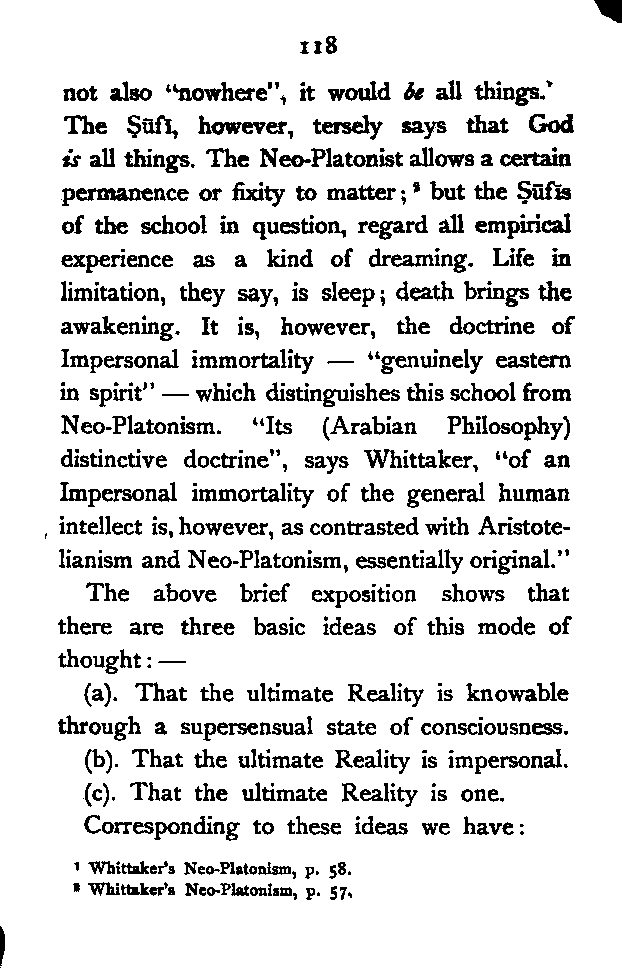 118
not also "nowhere", it would be all things.¹
The Ṣūfī, however, tersely says that God
is all things. The Neo-Platonist allows a certain
permanence or fixity to matter; ² but the Ṣūfīs
of the school in question, regard all empirical
experience as a kind of dreaming. Life in
limitation, they say, is sleep; death brings the
awakening. It is, however, the doctrine of
Impersonal immortality — "genuinely eastern
in spirit" — which distinguishes this school from
Neo-Platonism. "Its (Arabian Philosophy)
distinctive doctrine", says Whittaker, "of an
Impersonal immortality of the general human
intellect is, however, as contrasted with Aristote-
lianism and Neo-Platonism, essentially original."
The above brief exposition shows that
there are three basic ideas of this mode of
thought: —
(a). That the ultimate Reality is knowable
through a supersensual state of consciousness.
(b). That the ultimate Reality is impersonal.
(c). That the ultimate Reality is one.
Corresponding to these ideas we have:
¹ Whittaker's Neo-Platonism, p. 58.
² Whittaker's Neo-Platonism, p. 57.